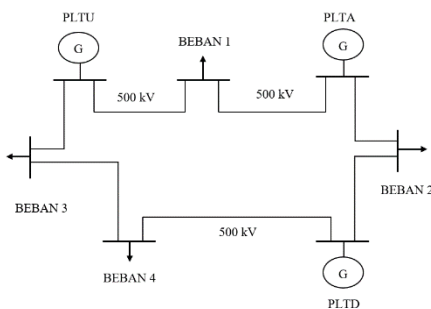 PLTU
PLTA
G
BEBAN 1
G
500 kV
500 kV
BEBAN 3
BEBAN 2
500 kV
BEBAN 4
G
PLTD